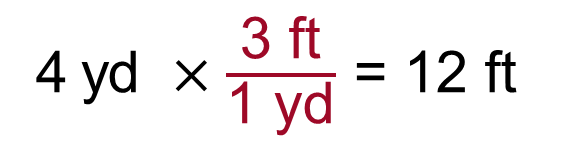 4 yd × 3 ft / 1 yd = 12 ft